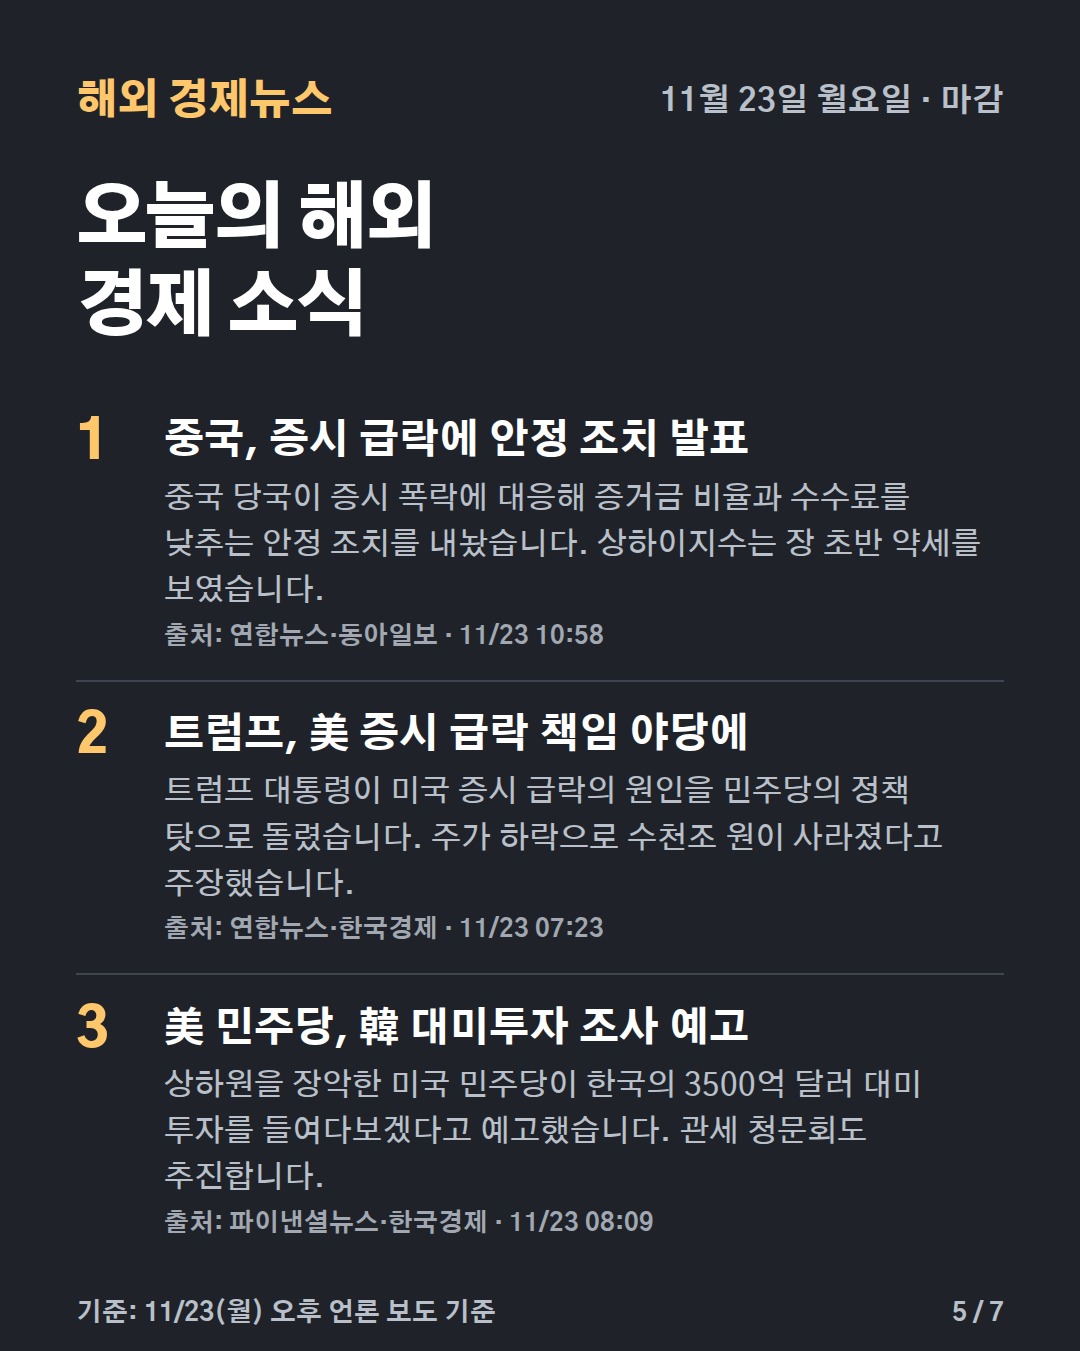 해외 경제뉴스
11월 23일 월요일 · 마감
오늘의 해외
경제 소식
1 중국, 증시 급락에 안정 조치 발표
중국 당국이 증시 폭락에 대응해 증거금 비율과 수수료를
낮추는 안정 조치를 내놨습니다. 상하이지수는 장 초반 약세를
보였습니다.
출처: 연합뉴스·동아일보 · 11/23 10:58
2 트럼프, 美 증시 급락 책임 야당에
트럼프 대통령이 미국 증시 급락의 원인을 민주당의 정책
탓으로 돌렸습니다. 주가 하락으로 수천조 원이 사라졌다고
주장했습니다.
출처: 연합뉴스·한국경제 · 11/23 07:23
3 美 민주당, 韓 대미투자 조사 예고
상하원을 장악한 미국 민주당이 한국의 3500억 달러 대미
투자를 들여다보겠다고 예고했습니다. 관세 청문회도
추진합니다.
출처: 파이낸셜뉴스·한국경제 · 11/23 08:09
기준: 11/23(월) 오후 언론 보도 기준
5 / 7